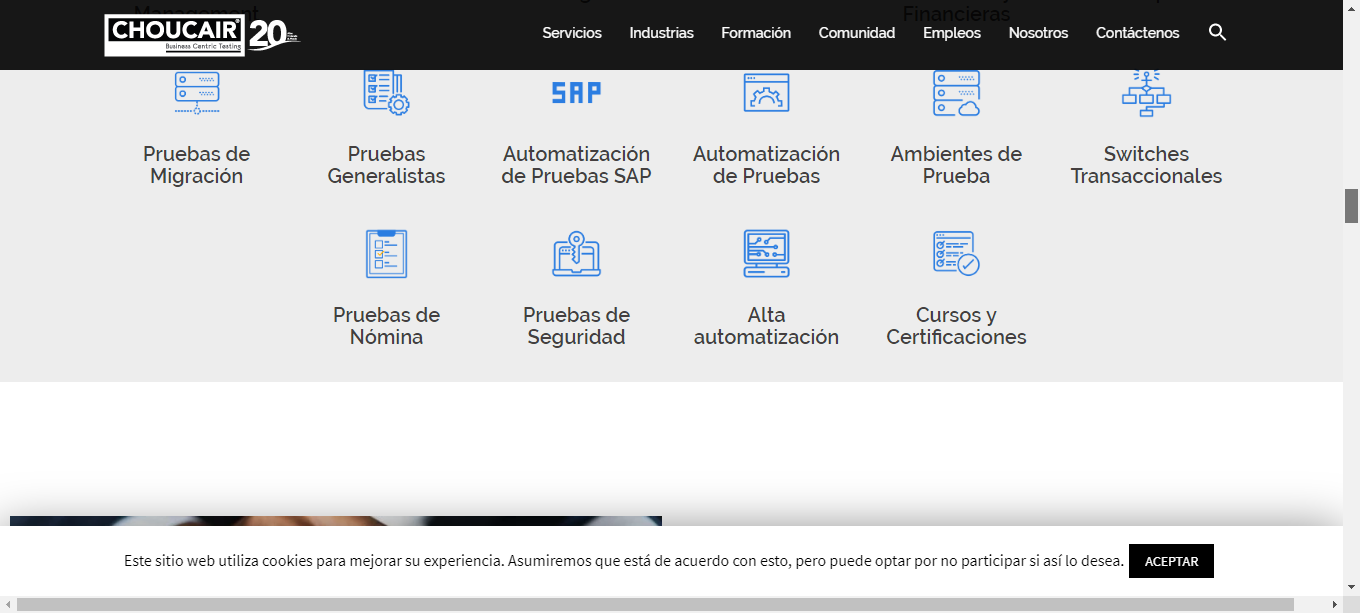 Management
Financieras
CHOUCAIR
Business Centric Testing
20
Servicios
Industrias
Formación
Comunidad
Empleos
Nosotros
Contáctenos
SAP
Pruebas de
Migración
Pruebas
Generalistas
Automatización
de Pruebas SAP
Automatización
de Pruebas
Ambientes de
Prueba
Switches
Transaccionales
Pruebas de
Nómina
Pruebas de
Seguridad
Alta
automatización
Cursos y
Certificaciones
Este sitio web utiliza cookies para mejorar su experiencia. Asumiremos que está de acuerdo con esto, pero puede optar por no participar si así lo desea.
ACEPTAR